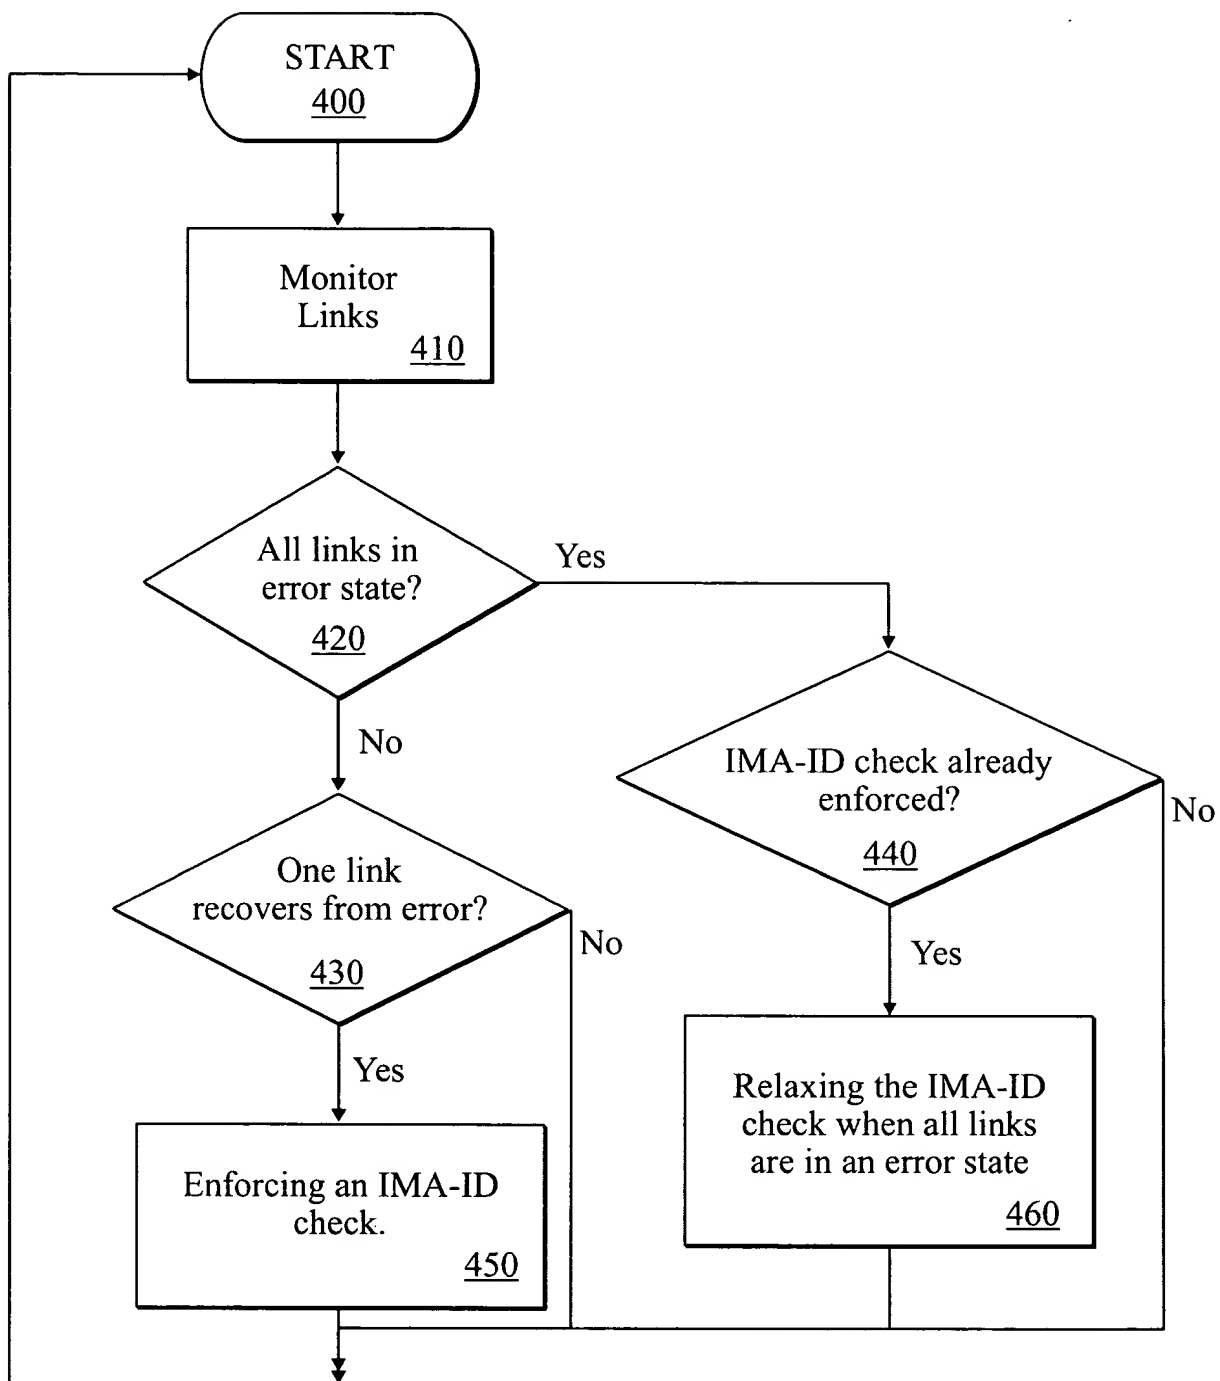 START
400
Monitor
Links
410
All links in
error state?
420
Yes
No
IMA-ID check already
enforced?
440
No
One link
recovers from error?
430
No
Yes
Yes
Relaxing the IMA-ID
check when all links
are in an error state
460
Enforcing an IMA-ID
check.
450